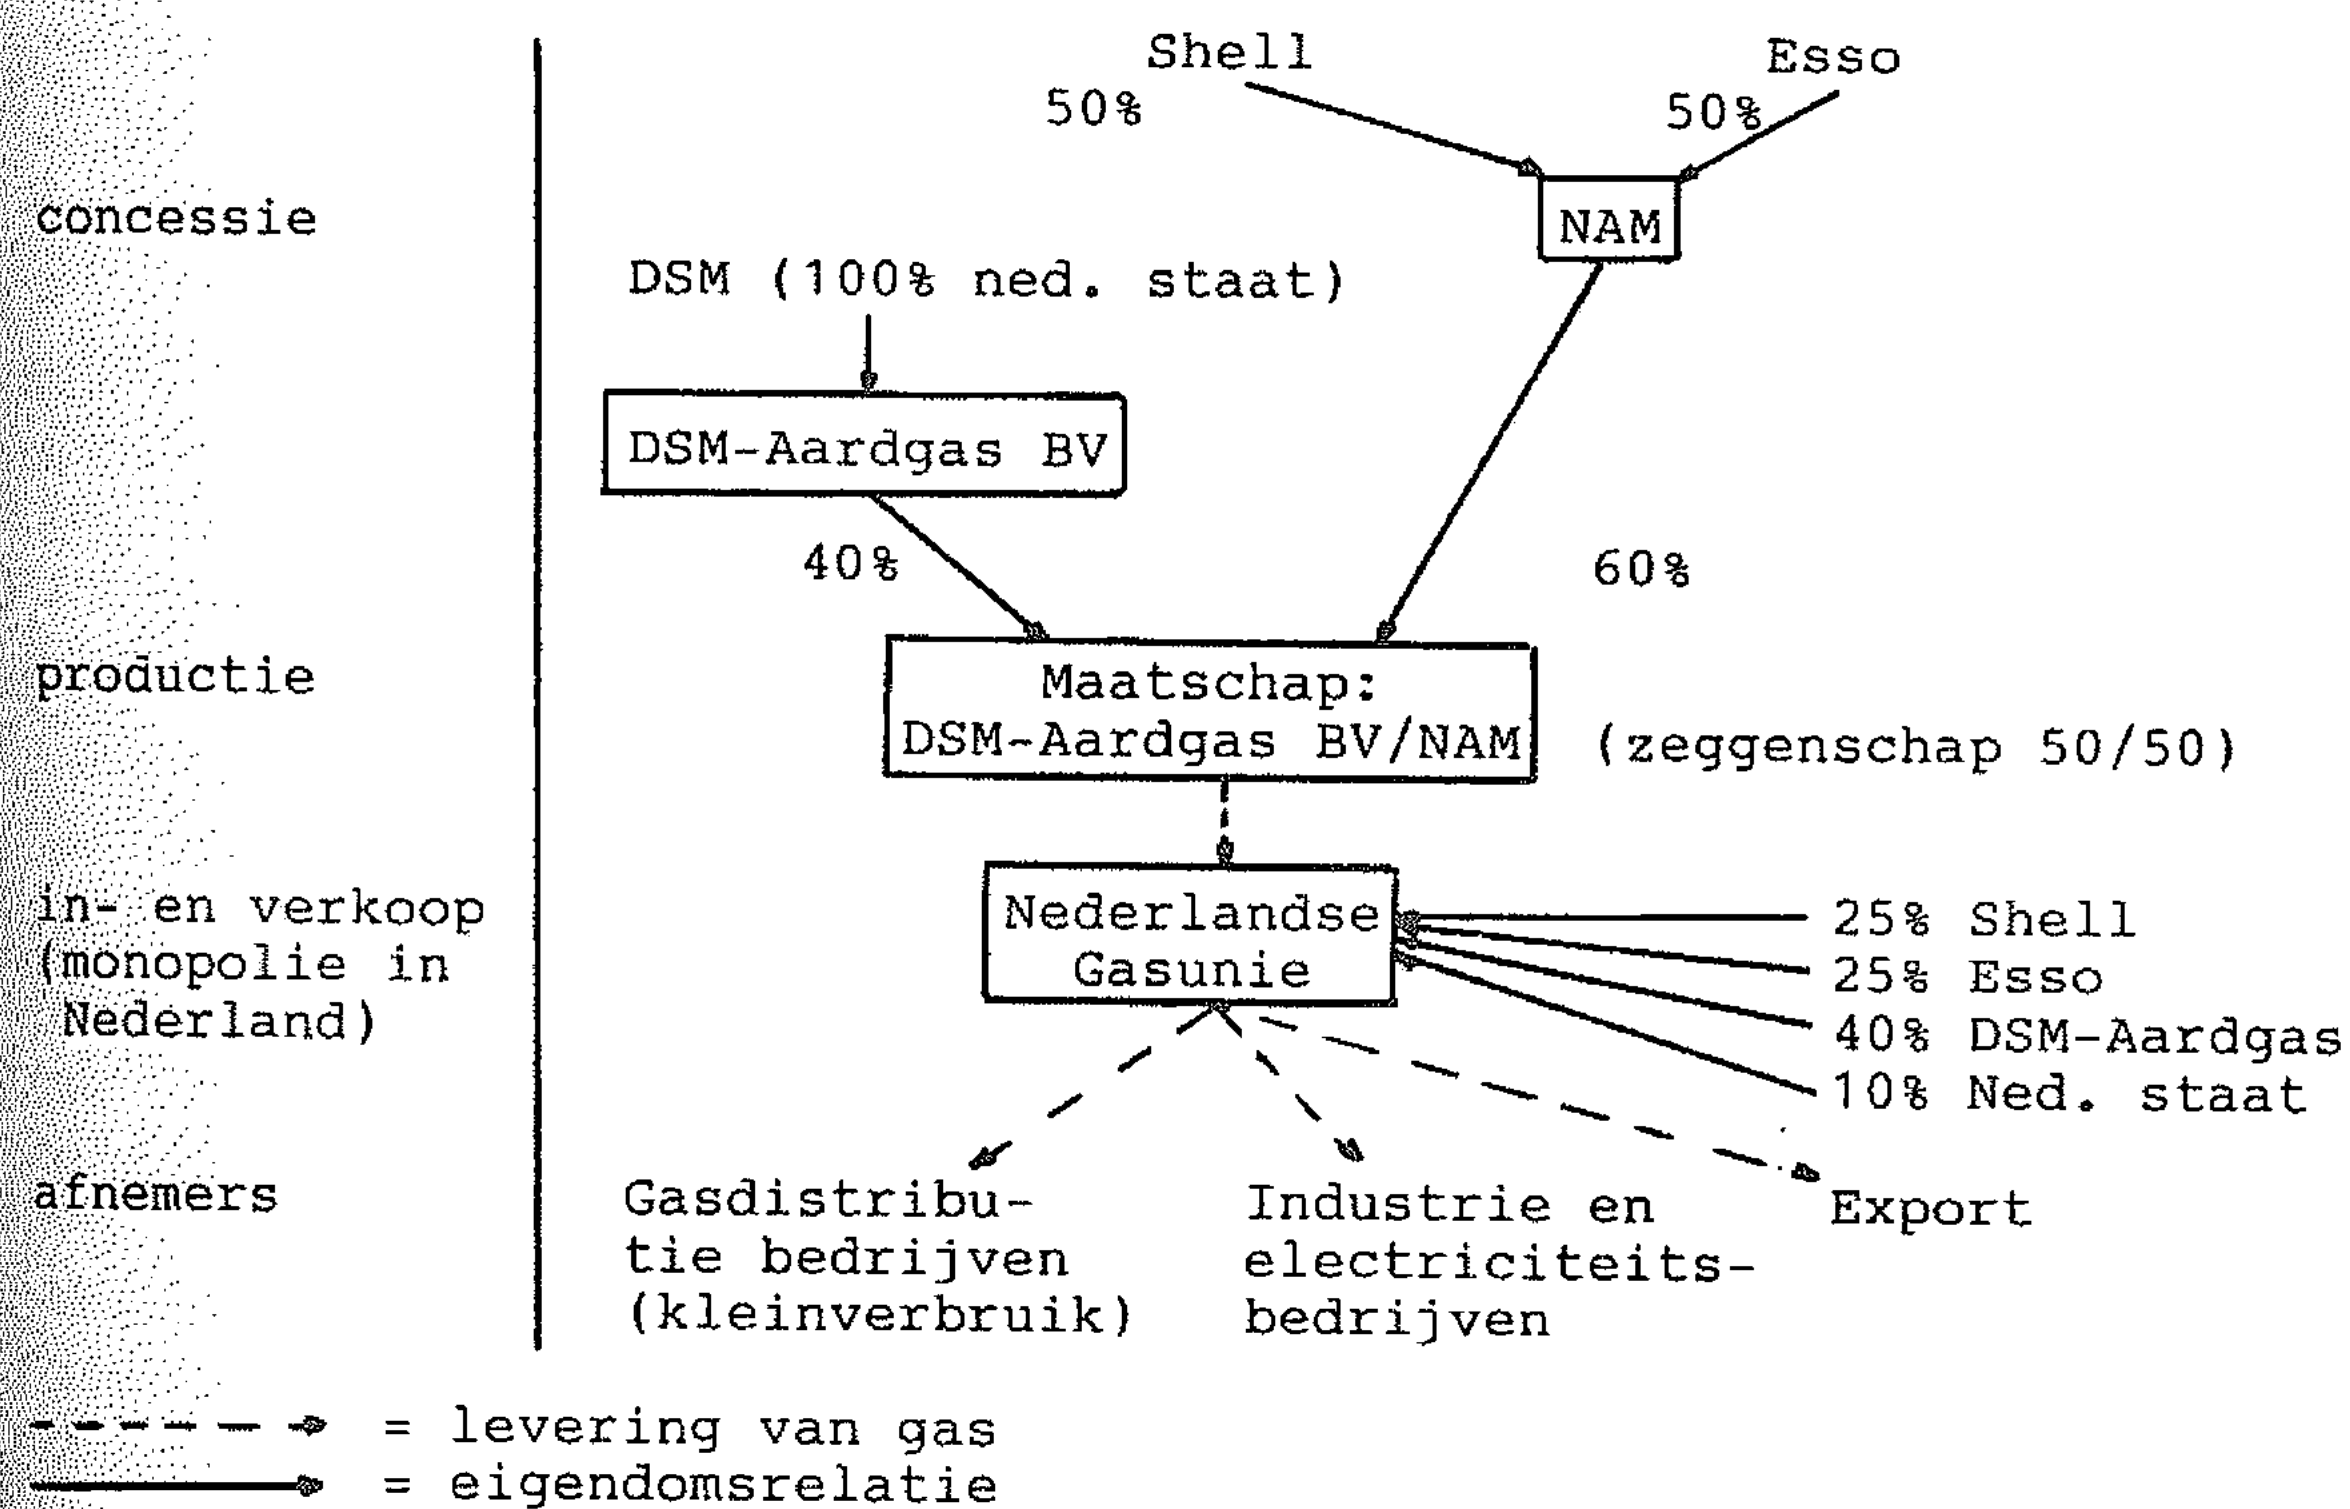 Shell
Esso
50%
50%
concessie
NAM
DSM (100% ned. staat)
DSM-Aardgas BV
40%
60%
productie
Maatschap:
DSM-Aardgas BV/NAM
(zeggenschap 50/50)
in- en verkoop
(monopolie in
Nederland)
Nederlandse
Gasunie
25% Shell
25% Esso
40% DSM-Aardgas
10% Ned. staat
afnemers
Gasdistribu-
tie bedrijven
(kleinverbruik)
Industrie en
electriciteits-
bedrijven
Export
= levering van gas
= eigendomsrelatie